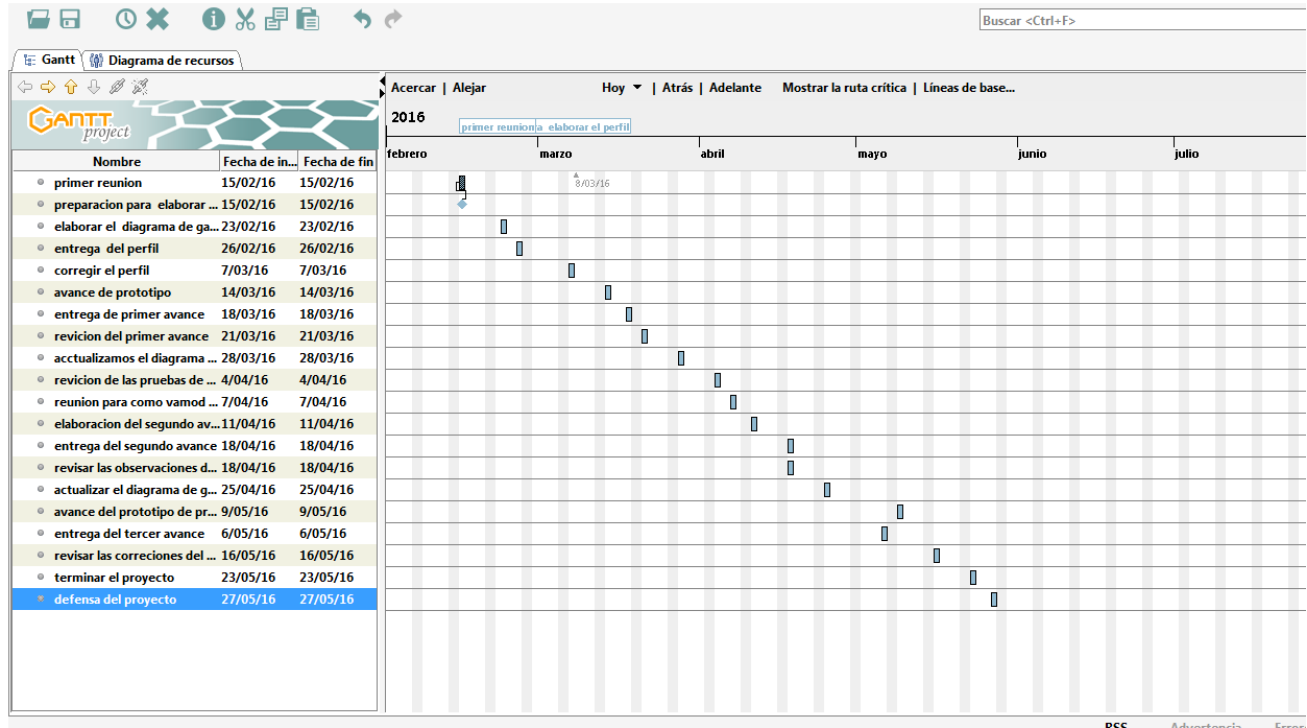 Buscar <Ctrl+F>
Gantt
Diagrama de recursos
Acercar | Alejar
Hoy | Atrás | Adelante
Mostrar la ruta crítica | Líneas de base...
GANTT project
2016
primer reunion a elaborar el perfil
Nombre Fecha de in... Fecha de fin
febrero marzo abril mayo junio julio
primer reunion 15/02/16 15/02/16
8/03/16
preparacion para elaborar ... 15/02/16 15/02/16
elaborar el diagrama de ga... 23/02/16 23/02/16
entrega del perfil 26/02/16 26/02/16
corregir el perfil 7/03/16 7/03/16
avance de prototipo 14/03/16 14/03/16
entrega de primer avance 18/03/16 18/03/16
revicion del primer avance 21/03/16 21/03/16
acctualizamos el diagrama ... 28/03/16 28/03/16
revicion de las pruebas de ... 4/04/16 4/04/16
reunion para como vamod ... 7/04/16 7/04/16
elaboracion del segundo av... 11/04/16 11/04/16
entrega del segundo avance 18/04/16 18/04/16
revisar las observaciones d... 18/04/16 18/04/16
actualizar el diagrama de g... 25/04/16 25/04/16
avance del prototipo de pr... 9/05/16 9/05/16
entrega del tercer avance 6/05/16 6/05/16
revisar las correciones del ... 16/05/16 16/05/16
terminar el proyecto 23/05/16 23/05/16
defensa del proyecto 27/05/16 27/05/16
RSS Advertencia